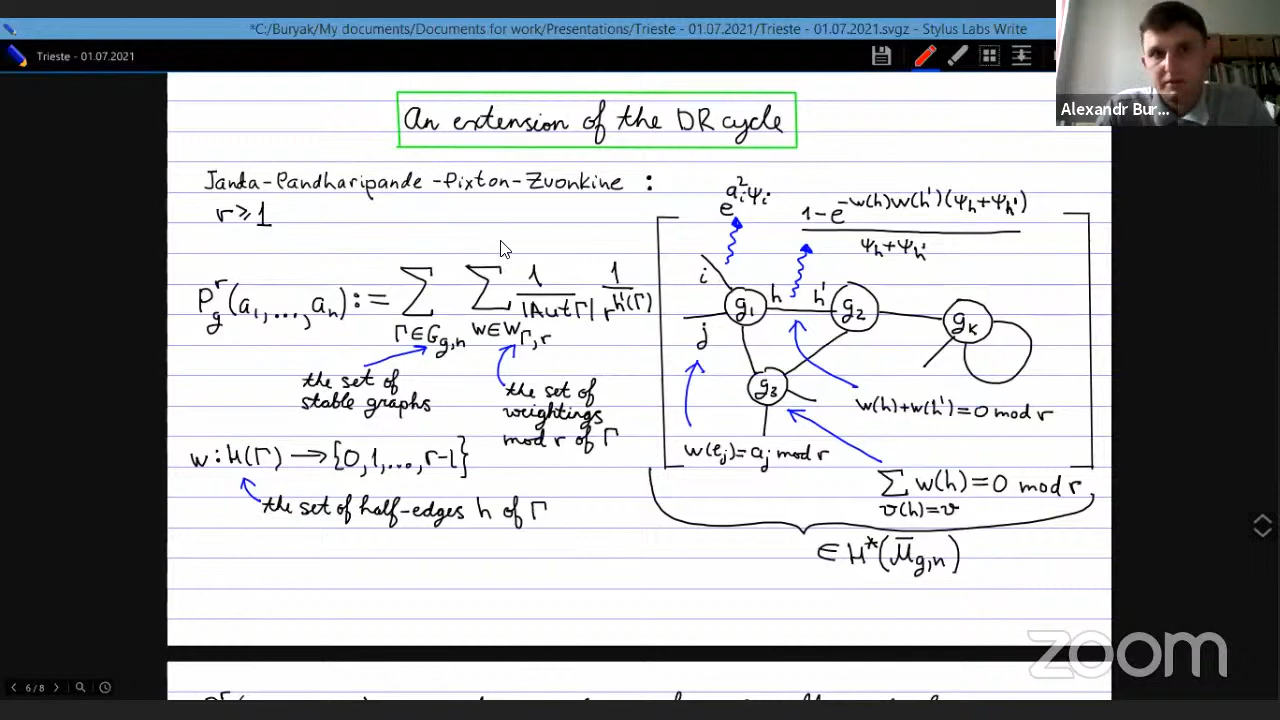 *C:/Buryak/My documents/Documents for work/Presentations/Trieste - 01.07.2021/Trieste - 01.07.2021.svgz - Stylus Labs Write
Trieste - 01.07.2021
Alexandr Bur...
An extension of the DR cycle
Janda-Pandharipande-Pixton-Zvonkine :
r ⩾ 1
P_g^r(a_1,...,a_n) := ∑_{Γ∈G_{g,n}} ∑_{w∈W_{Γ,r}} 1/|Aut Γ| 1/r^{h^1(Γ)}
the set of
stable graphs
the set of
weightings
mod r of Γ
w : H(Γ) → {0,1,...,r-1}
the set of half-edges h of Γ
e^{a_i^2 ψ_i}
(1 - e^{-w(h)w(h')(ψ_h+ψ_h')})/(ψ_h+ψ_h')
i
j
g_1
h
h'
g_2
g_k
g_3
w(h)+w(h')=0 mod r
w(e_j)=a_j mod r
∑_{v(h)=v} w(h)=0 mod r
∈ H*(M̄_{g,n})
6/8
zoom